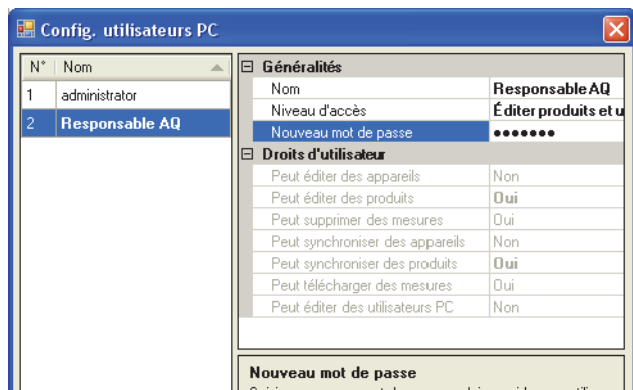 Config. utilisateurs PC
N° Nom
1 administrator
2 Responsable AQ
Généralités
Nom Responsable AQ
Niveau d'accès Éditer produits et u
Nouveau mot de passe •••••••
Droits d'utilisateur
Peut éditer des appareils Non
Peut éditer des produits Oui
Peut supprimer des mesures Oui
Peut synchroniser des appareils Non
Peut synchroniser des produits Oui
Peut télécharger des mesures Oui
Peut éditer des utilisateurs PC Non
Nouveau mot de passe